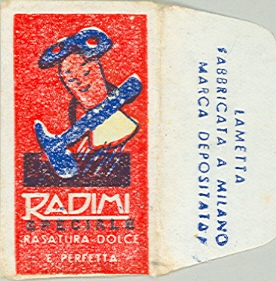 RADIMI
SPECIALE
RASATURA DOLCE
E PERFETTA
LAMETTA
FABBRICATA A MILANO
MARCA DEPOSITATA